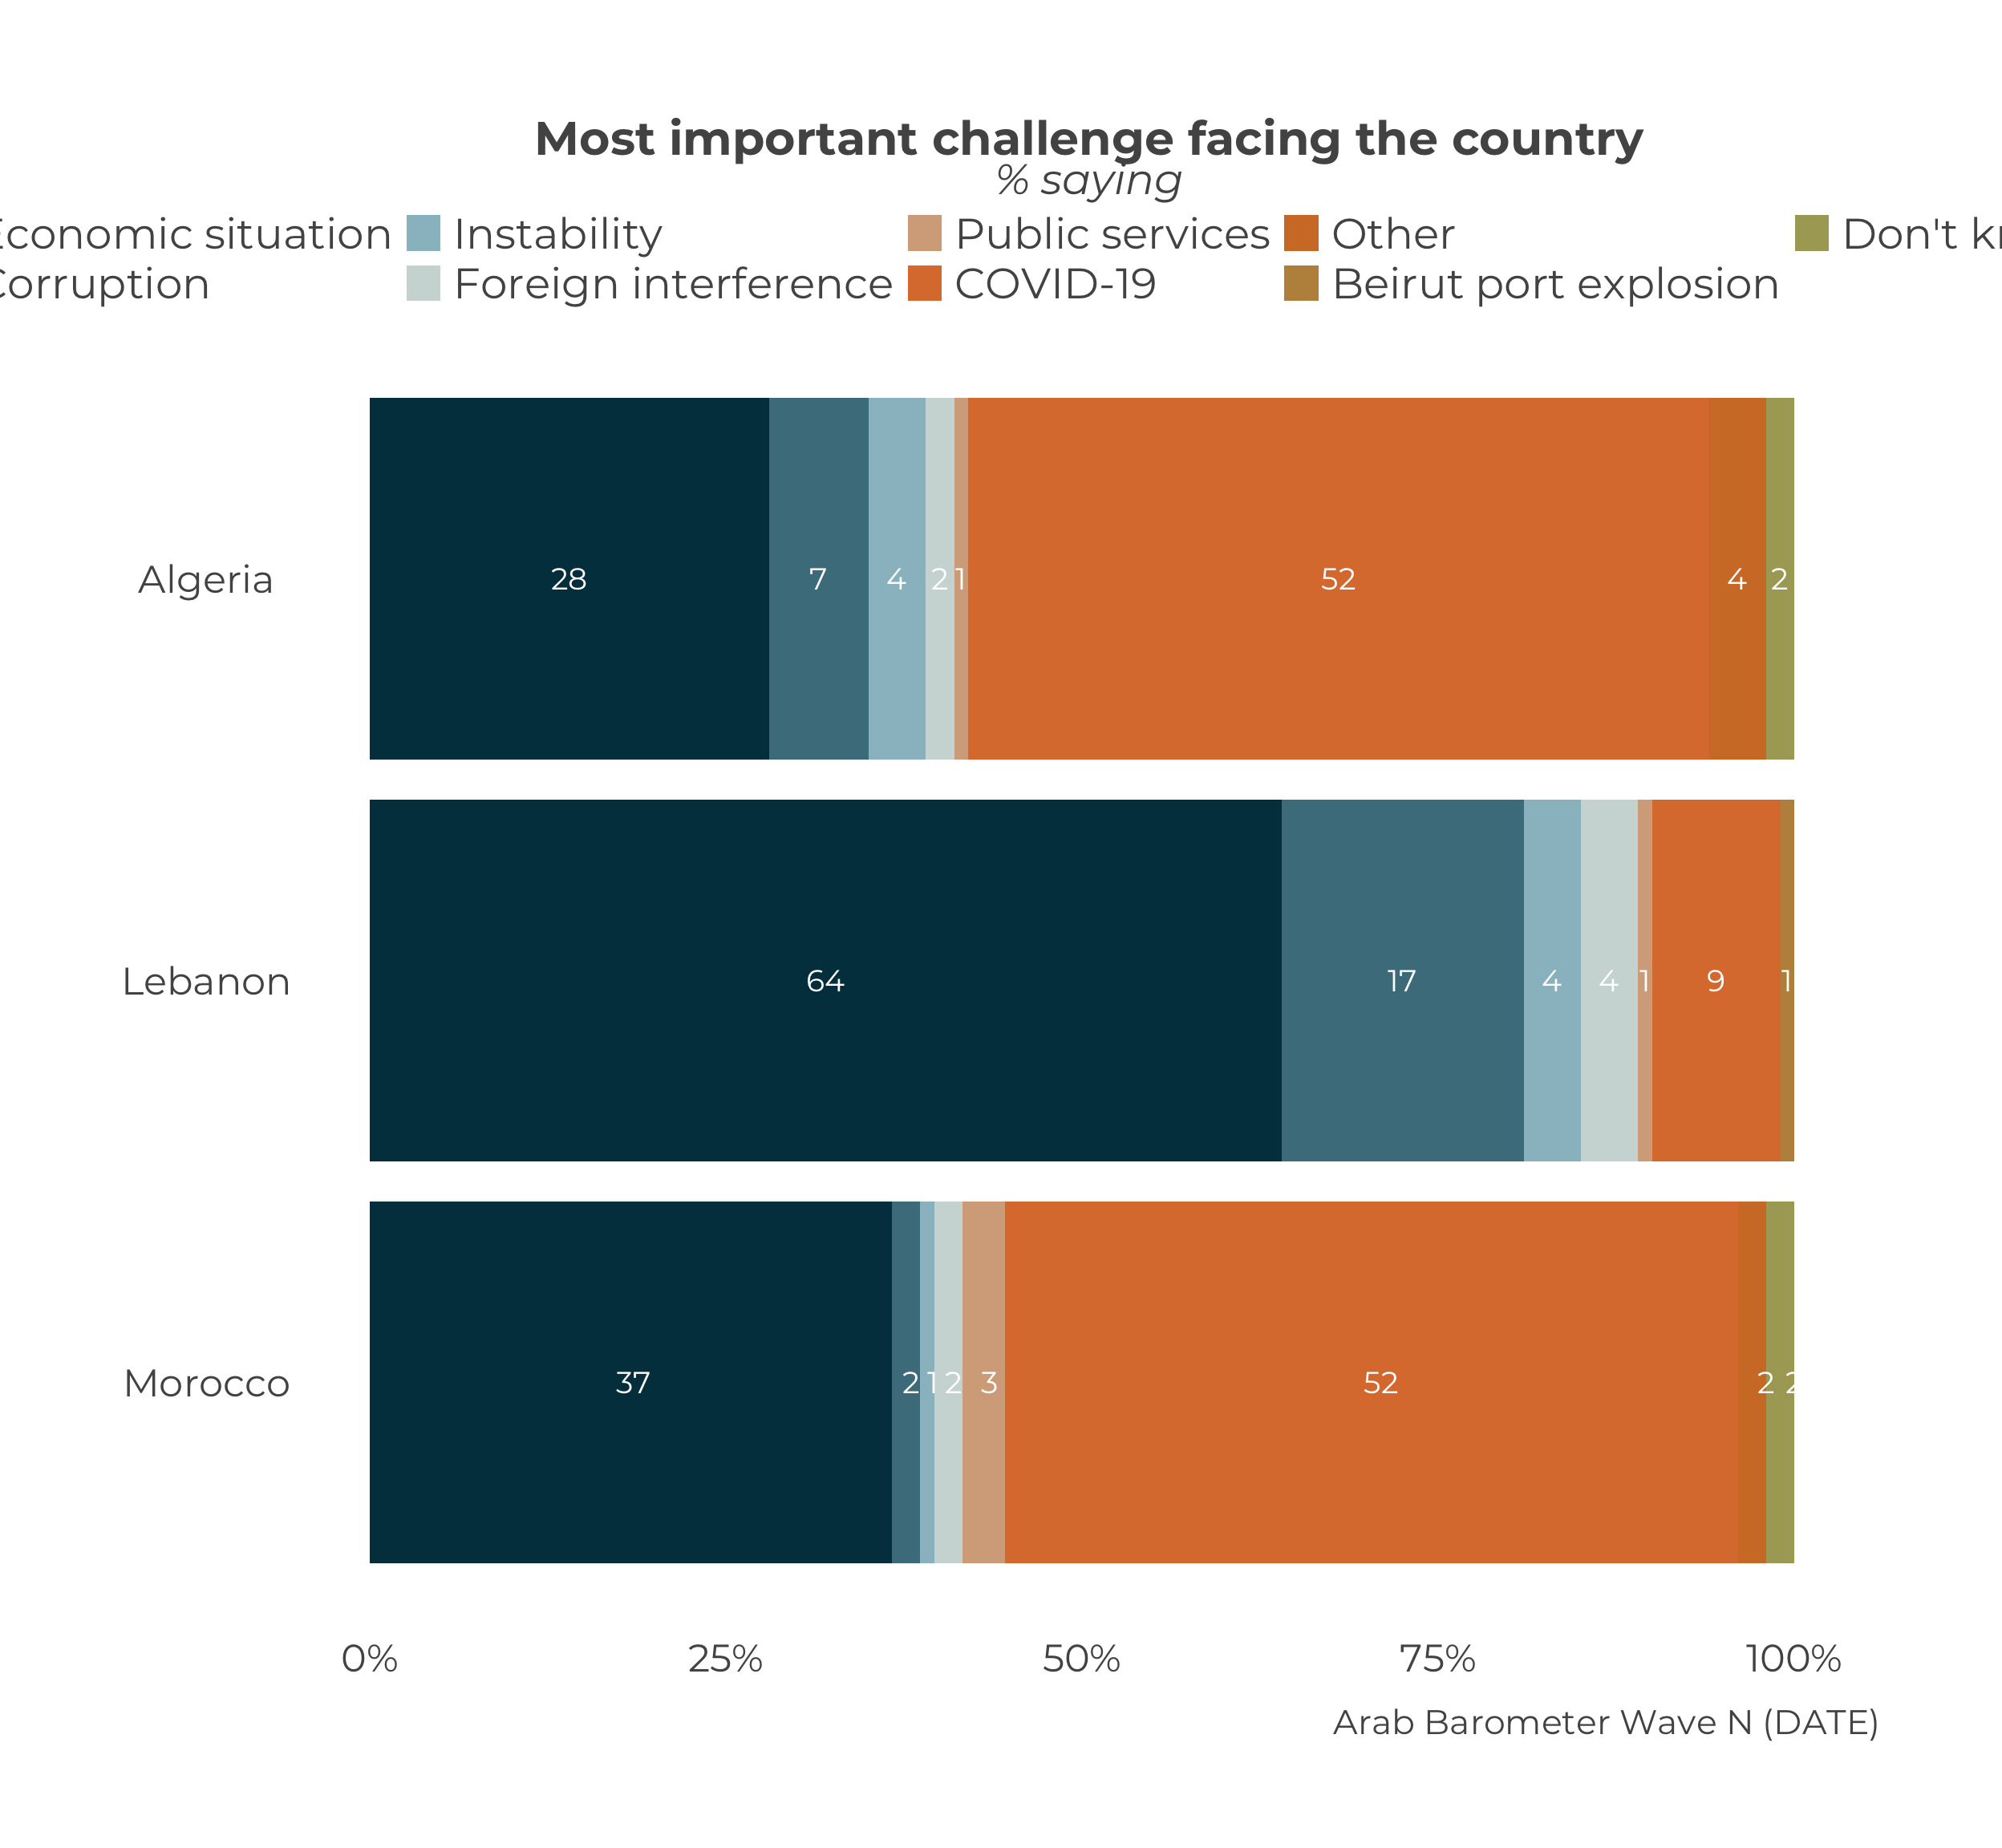 Most important challenge facing the country
% saying
Economic situation Instability Public services Other Don't
Corruption Foreign interference COVID-19 Beirut port explosion
Algeria 28 7 4 2 1 52 4 2
Lebanon 64 17 4 4 1 9 1
Morocco 37 2 1 2 3 52 2 2
0% 25% 50% 75% 100%
Arab Barometer Wave N (DATE)